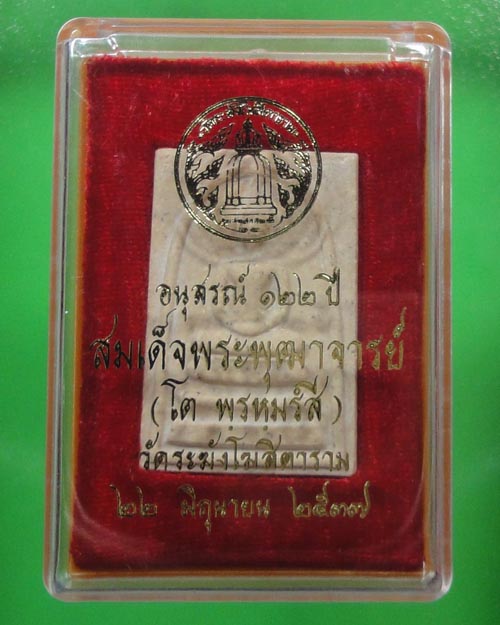 อนุสรณ์ ๑๒๒ ปี
สมเด็จพระพุฒาจารย์
(โต พรหมรํสี)
วัดระฆังโฆสิตาราม
๒๒ มิถุนายน ๒๕๓๗